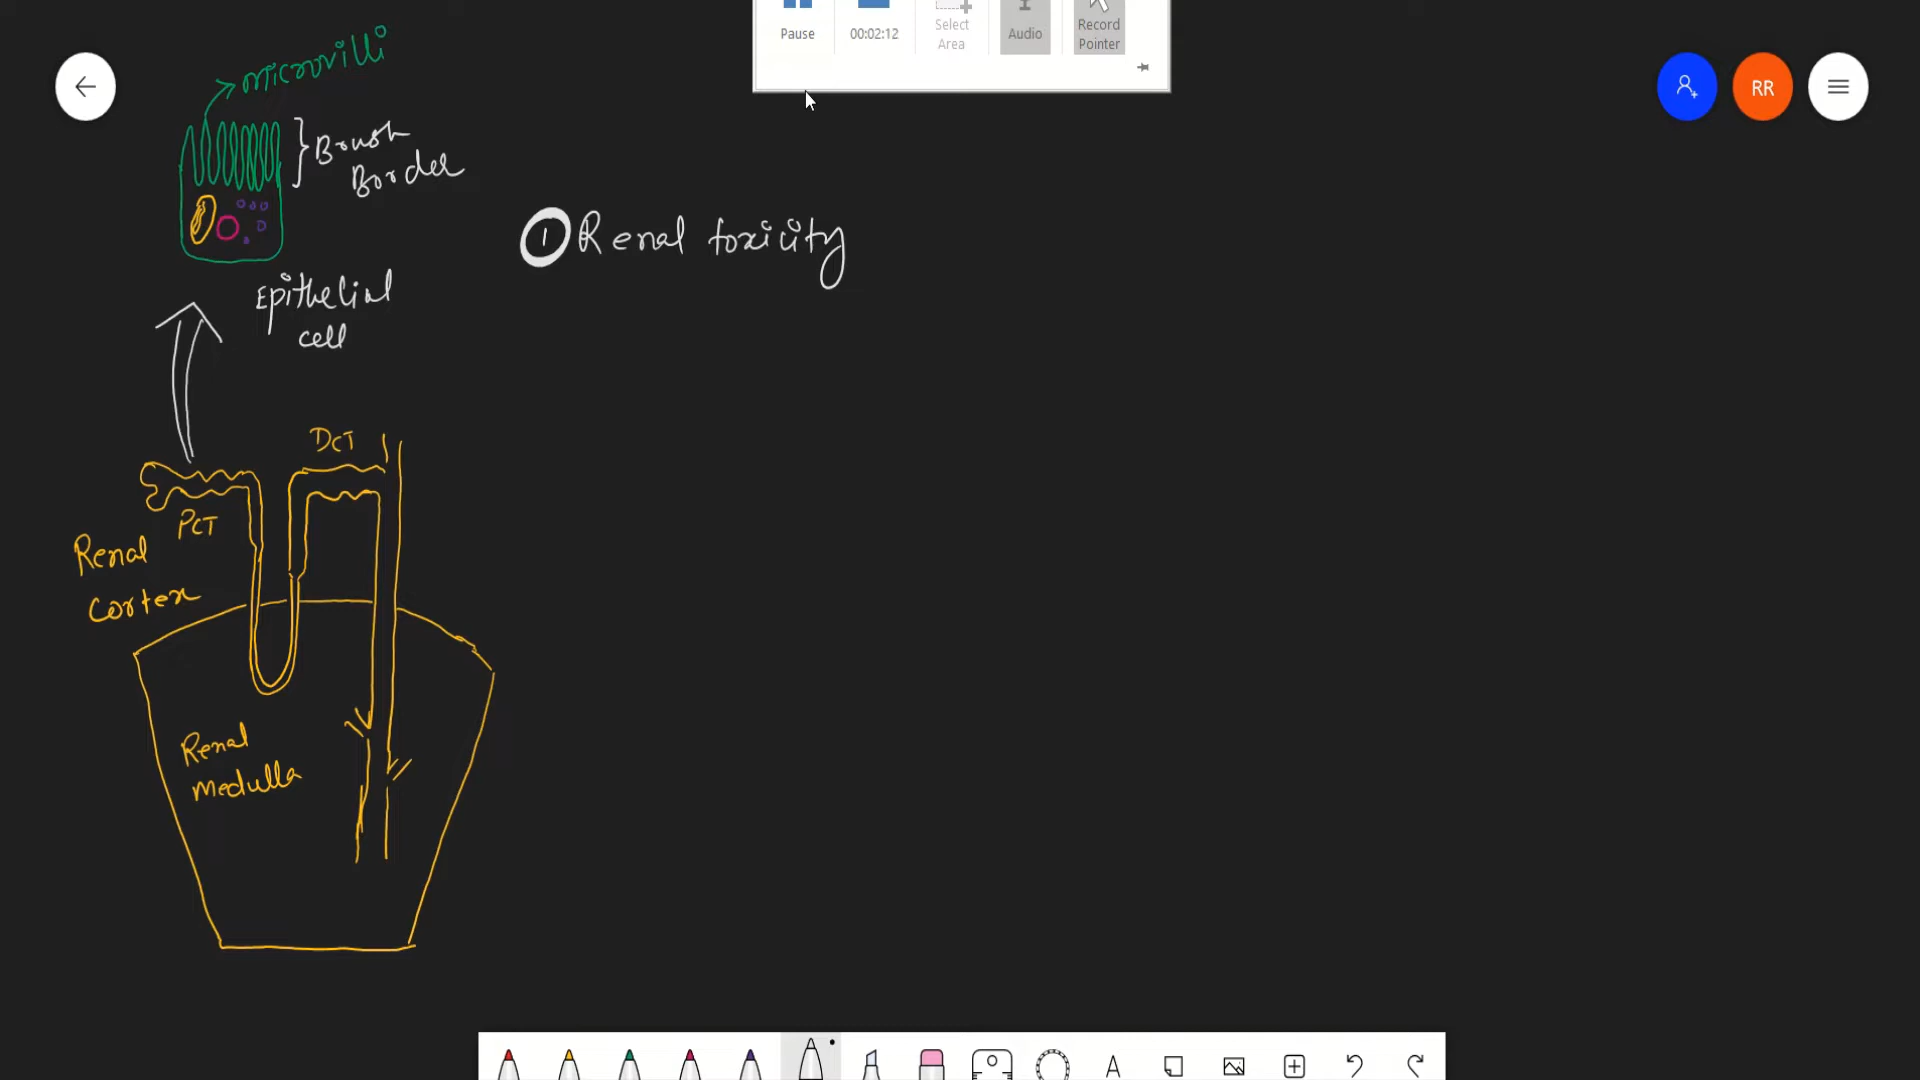 Pause
00:02:12
Select
Area
Audio
Record
Pointer
RR
microvilli
Brush
Border
1 Renal toxicity
Epithelial
cell
DCT
PCT
Renal
Cortex
Renal
medulla
A